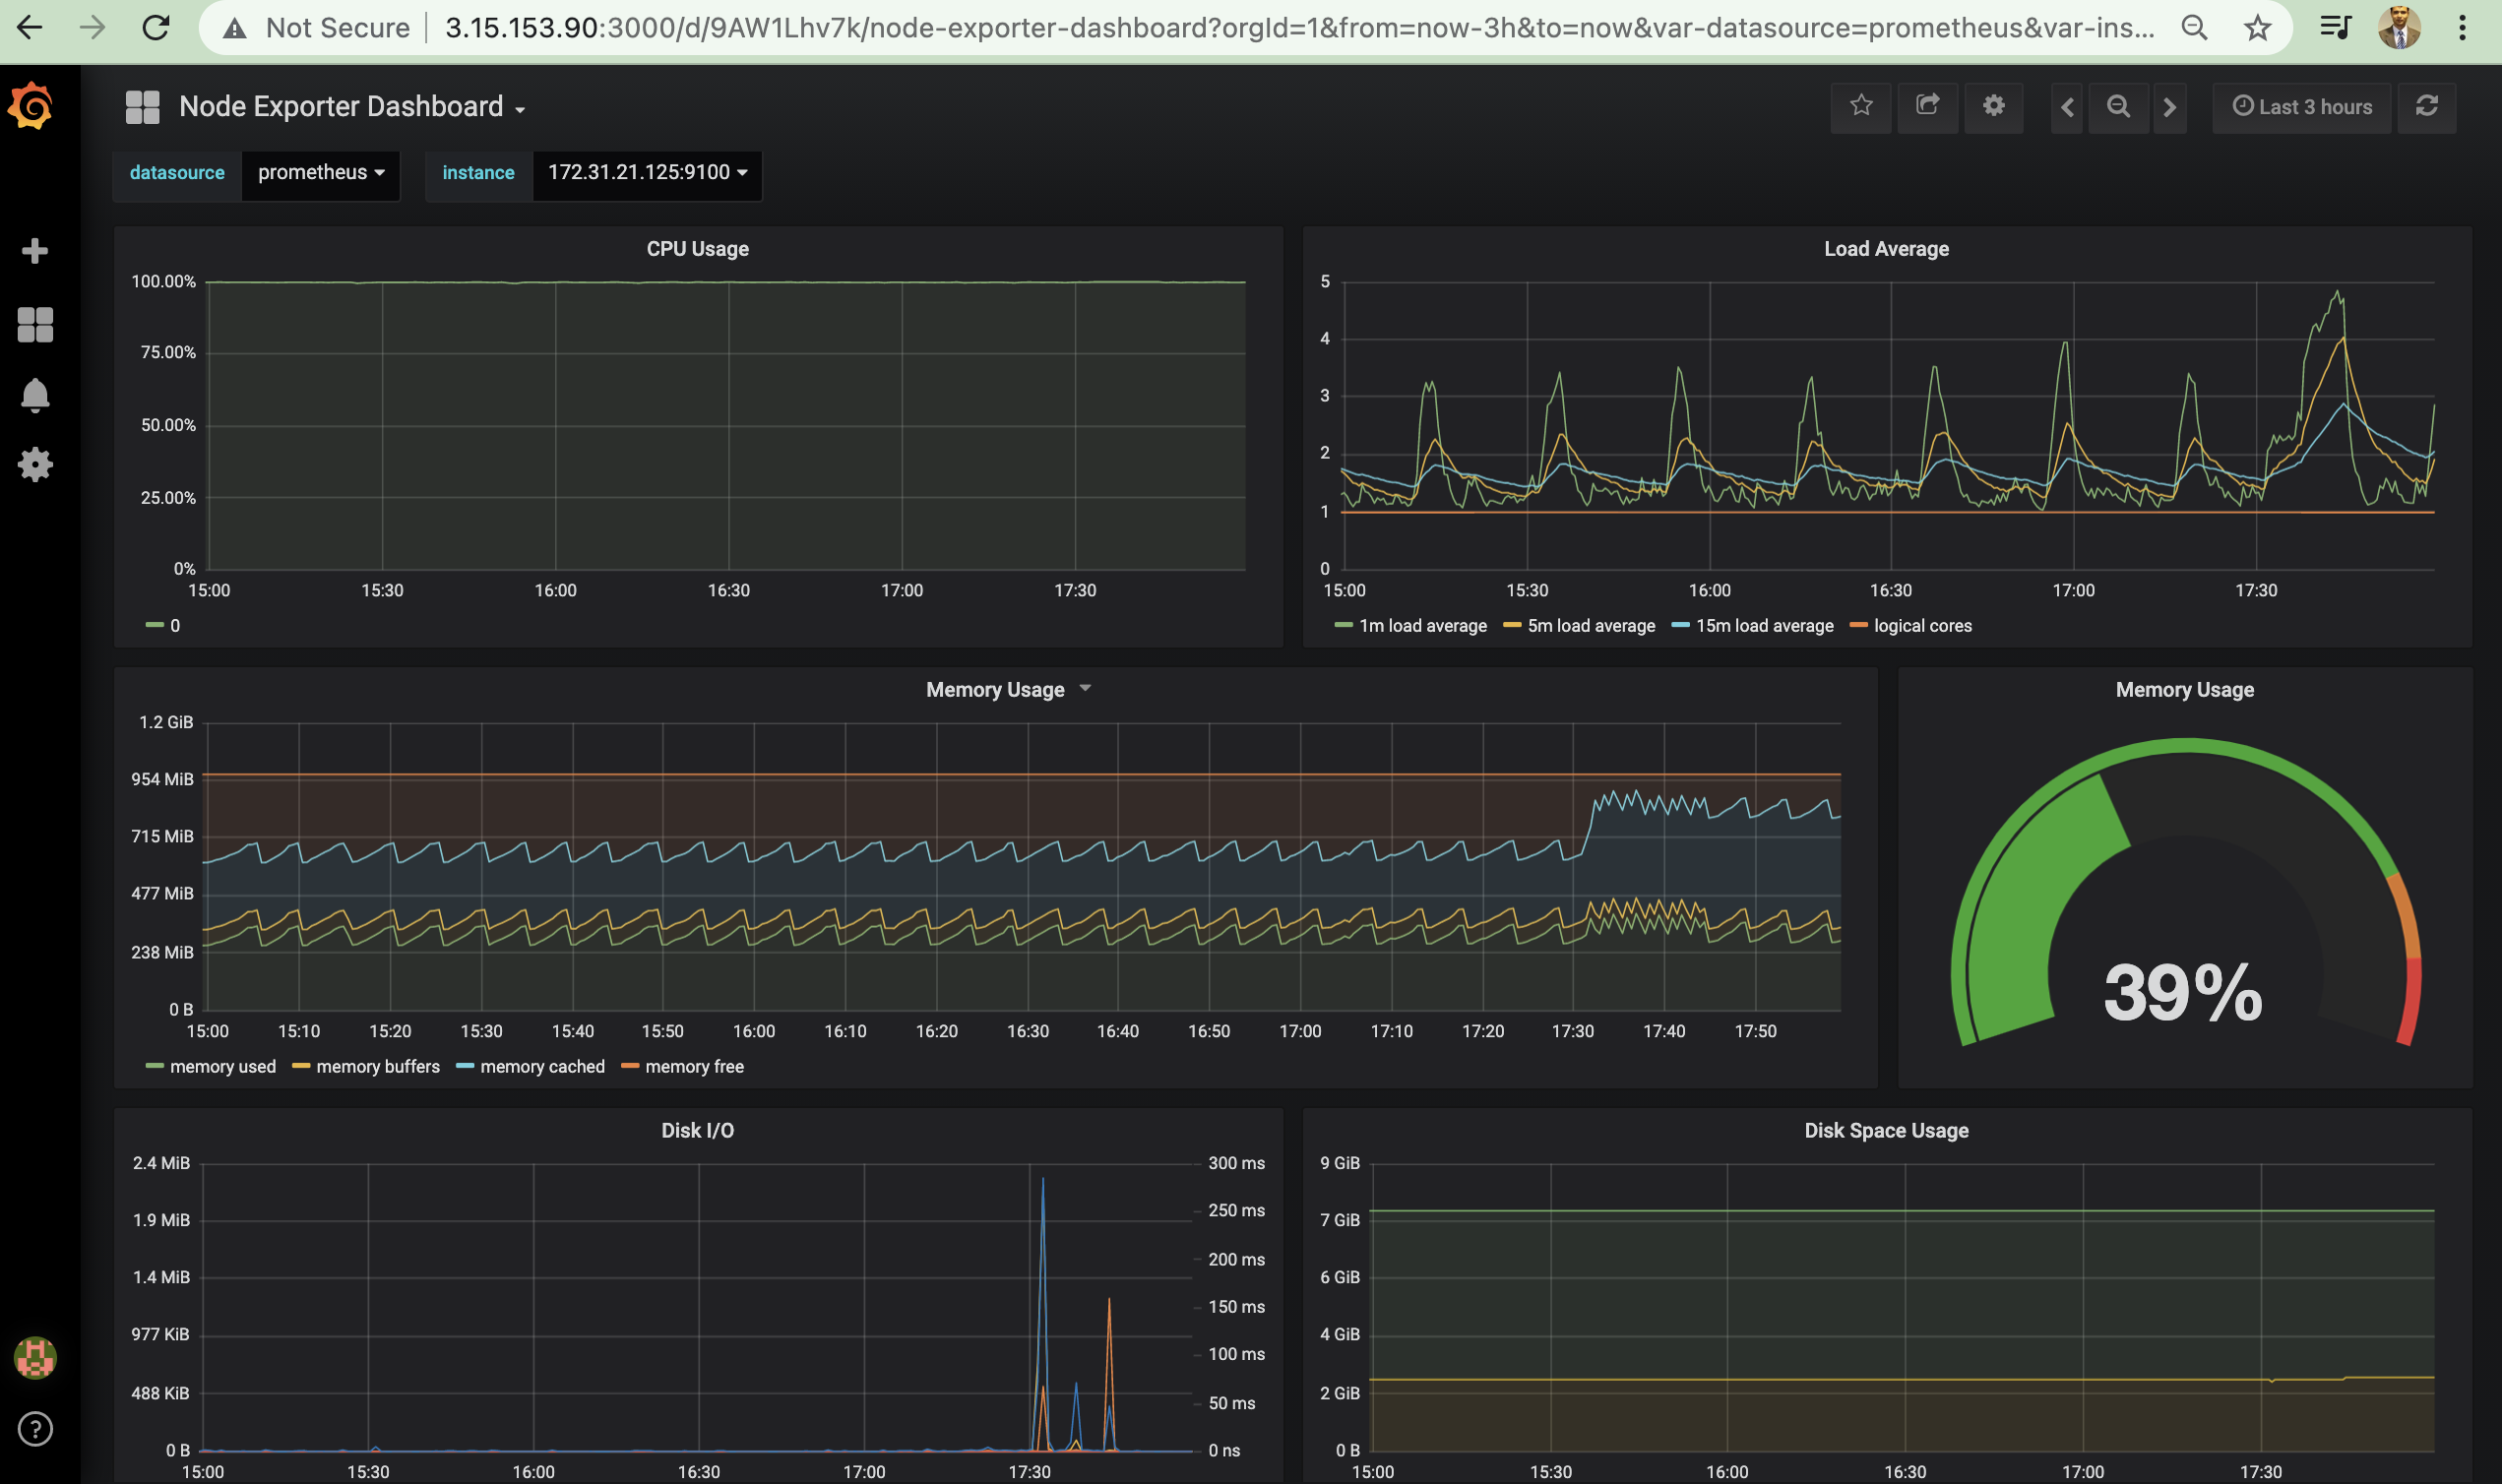 Not Secure
3.15.153.90:3000/d/9AW1Lhv7k/node-exporter-dashboard?orgId=1&from=now-3h&to=now&var-datasource=prometheus&var-ins...
Node Exporter Dashboard
Last 3 hours
datasource prometheus instance 172.31.21.125:9100
CPU Usage
100.00%
75.00%
50.00%
25.00%
0%
15:00 15:30 16:00 16:30 17:00 17:30
0
Load Average
5
4
3
2
1
0
15:00 15:30 16:00 16:30 17:00 17:30
1m load average 5m load average 15m load average logical cores
Memory Usage
1.2 GiB
954 MiB
715 MiB
477 MiB
238 MiB
0 B
15:00 15:10 15:20 15:30 15:40 15:50 16:00 16:10 16:20 16:30 16:40 16:50 17:00 17:10 17:20 17:30 17:40 17:50
memory used memory buffers memory cached memory free
Memory Usage
39%
Disk I/O
2.4 MiB
1.9 MiB
1.4 MiB
977 KiB
488 KiB
0 B
300 ms
250 ms
200 ms
150 ms
100 ms
50 ms
0 ns
15:00 15:30 16:00 16:30 17:00 17:30
Disk Space Usage
9 GiB
7 GiB
6 GiB
4 GiB
2 GiB
0 B
15:00 15:30 16:00 16:30 17:00 17:30